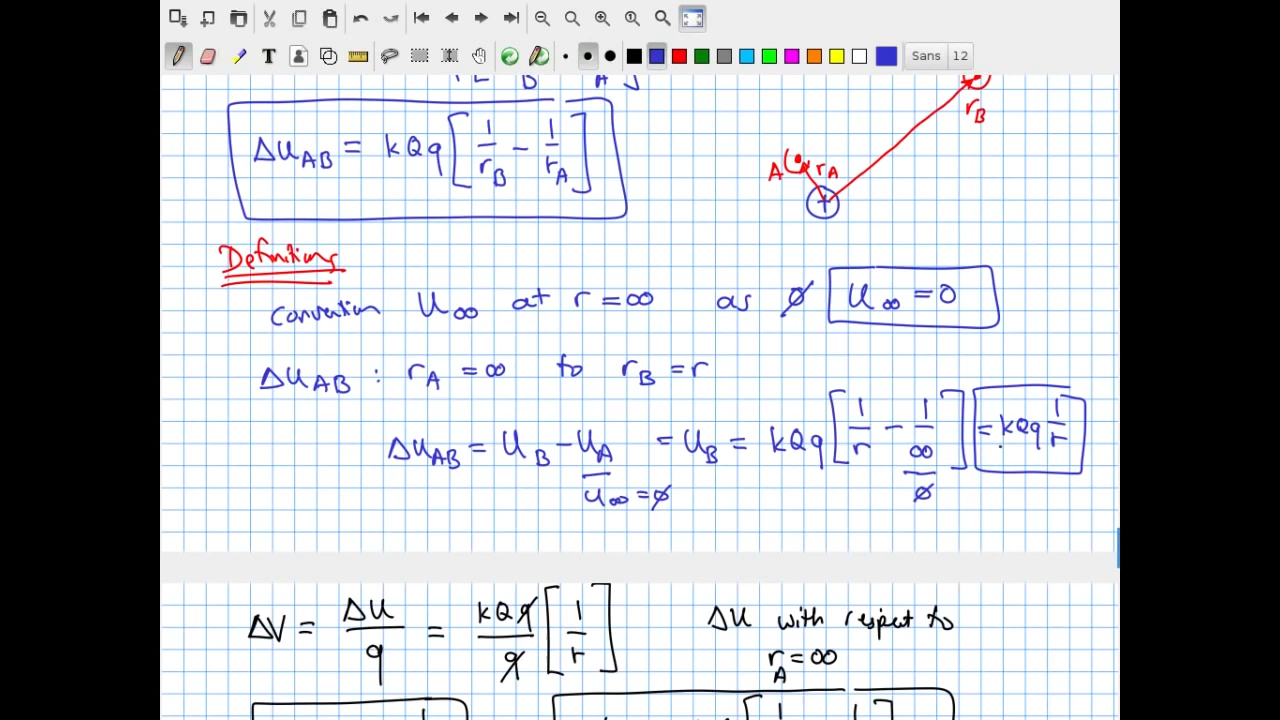 Sans 12
B A ]
ΔU_AB = kQq [ 1/r_B − 1/r_A ]
r_B
A r_A
+
Definitions
Convention U_∞ at r = ∞ as ∅ U_∞ = 0
ΔU_AB : r_A = ∞ to r_B = r
ΔU_AB = U_B − U_A = U_B = kQq [ 1/r − 1/∞ ] = kQq 1/r
U_∞ = ∅ ∅
ΔV = ΔU/q = kQq/q [ 1/r ] ΔU with respect to
r_A = ∞